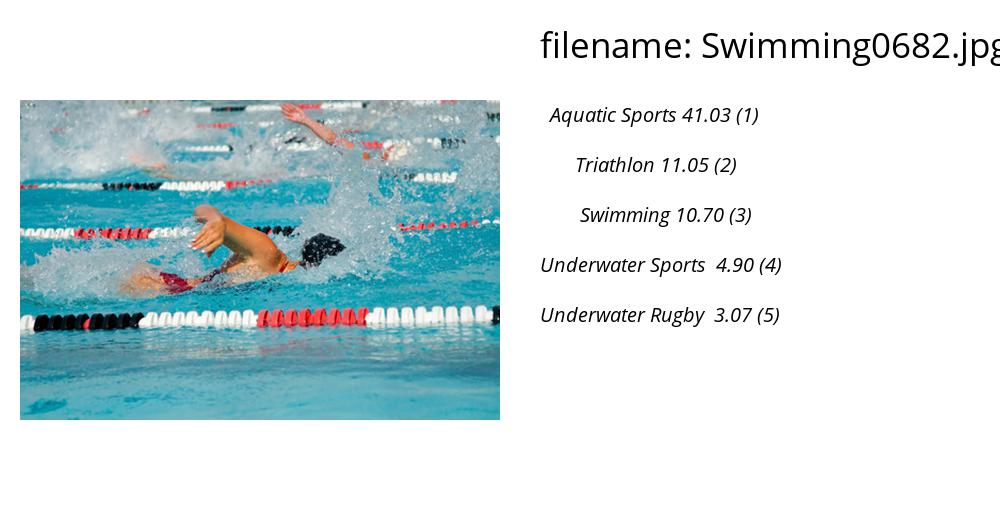 filename: Swimming0682.jpg
Aquatic Sports 41.03 (1)
Triathlon 11.05 (2)
Swimming 10.70 (3)
Underwater Sports 4.90 (4)
Underwater Rugby 3.07 (5)